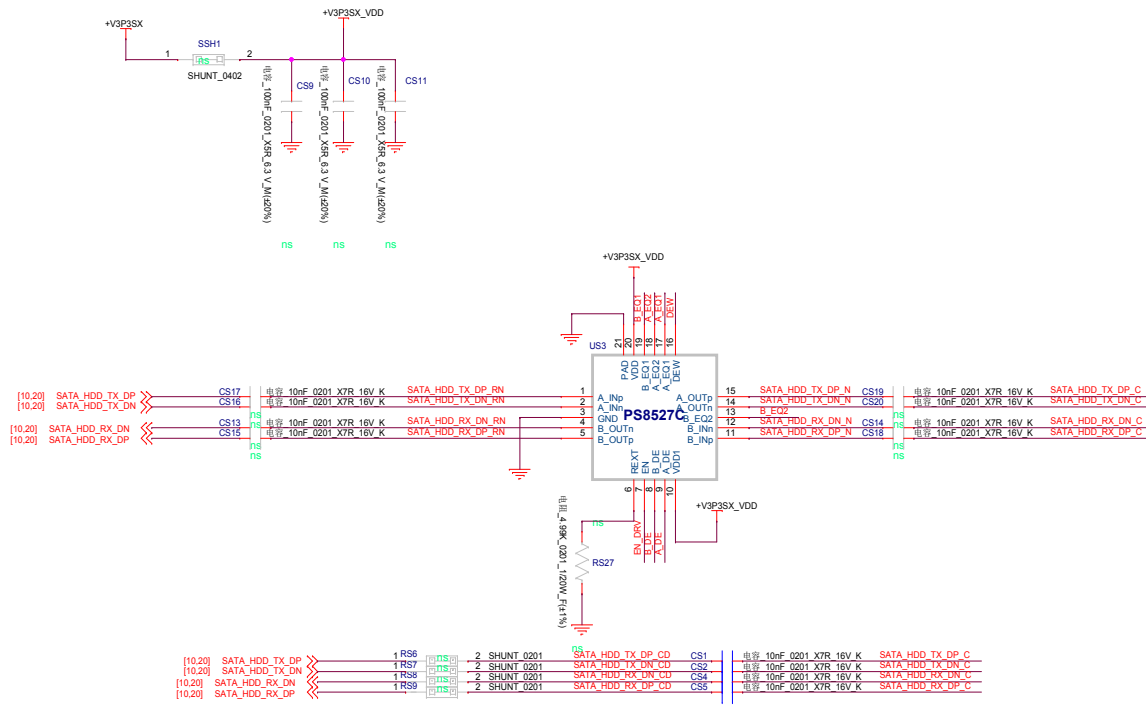 +V3P3SX
+V3P3SX_VDD
SSH1
1
2
ns
SHUNT_0402
CS9
CS10
CS11
电容_100nF_0201_X5R_6.3 V_M(±20%)
电容_100nF_0201_X5R_6.3 V_M(±20%)
电容_100nF_0201_X5R_6.3 V_M(±20%)
ns
ns
ns
+V3P3SX_VDD
B_EQ1
A_EQ2
A_EQ1
DEW
US3
21
20
19
18
17
16
PAD
VDD
B_EQ1
A_EQ2
A_EQ1
DEW
[10,20] SATA_HDD_TX_DP CS17 电容_10nF_0201_X7R_16V_K SATA_HDD_TX_DP_RN 1 A_INp A_OUTp 15 SATA_HDD_TX_DP_N CS19 电容_10nF_0201_X7R_16V_K SATA_HDD_TX_DP_C
[10,20] SATA_HDD_TX_DN CS16 电容_10nF_0201_X7R_16V_K SATA_HDD_TX_DN_RN 2 A_INn A_OUTn 14 SATA_HDD_TX_DN_N CS20 电容_10nF_0201_X7R_16V_K SATA_HDD_TX_DN_C
ns 3 GND PS8527C B_EQ2 13 B_EQ2 ns
[10,20] SATA_HDD_RX_DN CS13 ns 电容_10nF_0201_X7R_16V_K SATA_HDD_RX_DN_RN 4 B_OUTn B_INn 12 SATA_HDD_RX_DN_N CS14 ns 电容_10nF_0201_X7R_16V_K SATA_HDD_RX_DN_C
[10,20] SATA_HDD_RX_DP CS15 电容_10nF_0201_X7R_16V_K SATA_HDD_RX_DP_RN 5 B_OUTp B_INp 11 SATA_HDD_RX_DP_N CS18 电容_10nF_0201_X7R_16V_K SATA_HDD_RX_DP_C
ns
ns
ns
REXT
EN
B_DE
A_DE
VDD1
6
7
8
9
10
+V3P3SX_VDD
EN_DRV
B_DE
A_DE
ns
电阻_4.99K_0201_1/20W_F(±1%)
RS27
ns
[10,20] SATA_HDD_TX_DP 1 RS6 ns 2 SHUNT_0201 SATA_HDD_TX_DP_CD CS1 电容_10nF_0201_X7R_16V_K SATA_HDD_TX_DP_C
[10,20] SATA_HDD_TX_DN 1 RS7 ns 2 SHUNT_0201 SATA_HDD_TX_DN_CD CS2 电容_10nF_0201_X7R_16V_K SATA_HDD_TX_DN_C
[10,20] SATA_HDD_RX_DN 1 RS8 ns 2 SHUNT_0201 SATA_HDD_RX_DN_CD CS4 电容_10nF_0201_X7R_16V_K SATA_HDD_RX_DN_C
[10,20] SATA_HDD_RX_DP 1 RS9 ns 2 SHUNT_0201 SATA_HDD_RX_DP_CD CS5 电容_10nF_0201_X7R_16V_K SATA_HDD_RX_DP_C